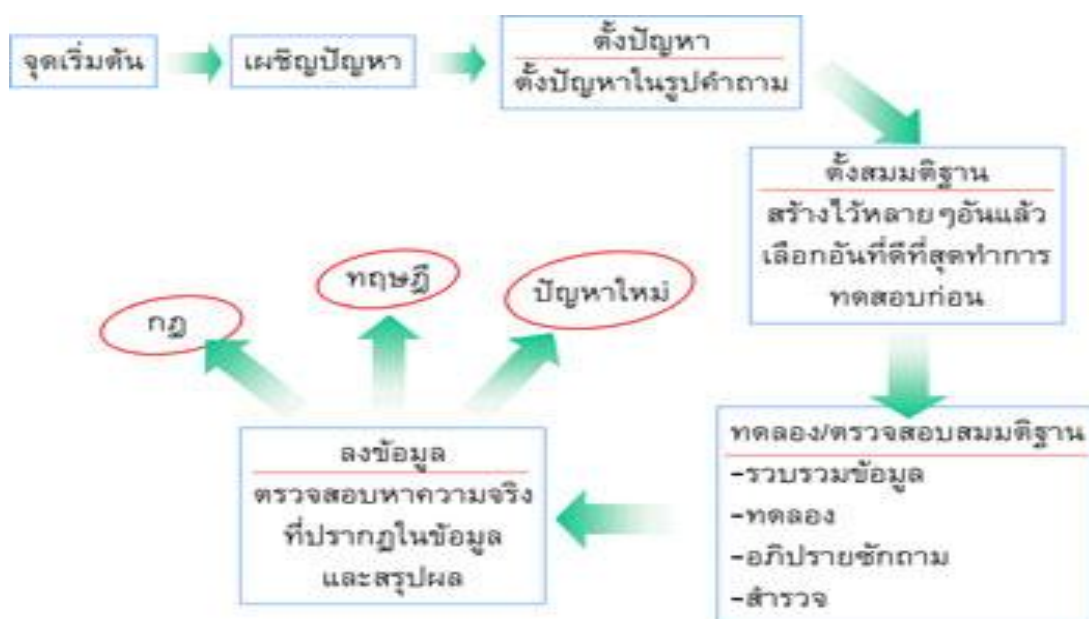 จุดเริ่มต้น
เผชิญปัญหา
ตั้งปัญหา
ตั้งปัญหาในรูปคำถาม
ตั้งสมมติฐาน
สร้างไว้หลายๆอันแล้ว
เลือกอันที่ดีที่สุดทำการ
ทดสอบก่อน
ทดลอง/ตรวจสอบสมมติฐาน
-รวบรวมข้อมูล
-ทดลอง
-อภิปรายซักถาม
-สำรวจ
ลงข้อมูล
ตรวจสอบหาความจริง
ที่ปรากฏในข้อมูล
และสรุปผล
กฎ
ทฤษฎี
ปัญหาใหม่